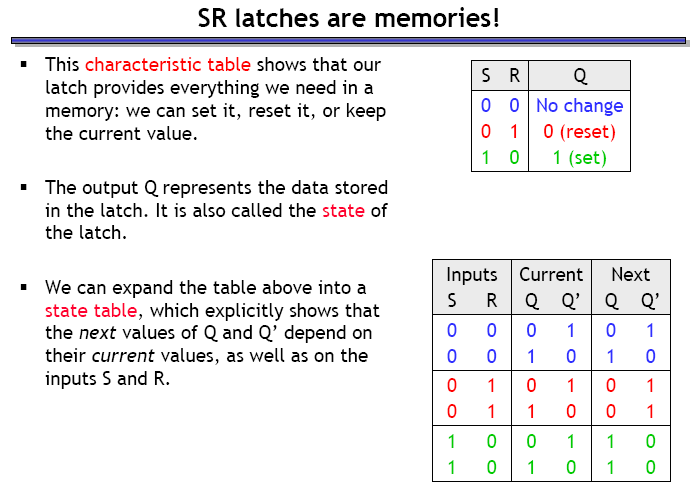 SR latches are memories!
▪ This characteristic table shows that our
latch provides everything we need in a
memory: we can set it, reset it, or keep
the current value.
▪ The output Q represents the data stored
in the latch. It is also called the state of
the latch.
▪ We can expand the table above into a
state table, which explicitly shows that
the next values of Q and Q’ depend on
their current values, as well as on the
inputs S and R.
S R Q
0 0 No change
0 1 0 (reset)
1 0 1 (set)
Inputs Current Next
S R Q Q’ Q Q’
0 0 0 1 0 1
0 0 1 0 1 0
0 1 0 1 0 1
0 1 1 0 0 1
1 0 0 1 1 0
1 0 1 0 1 0